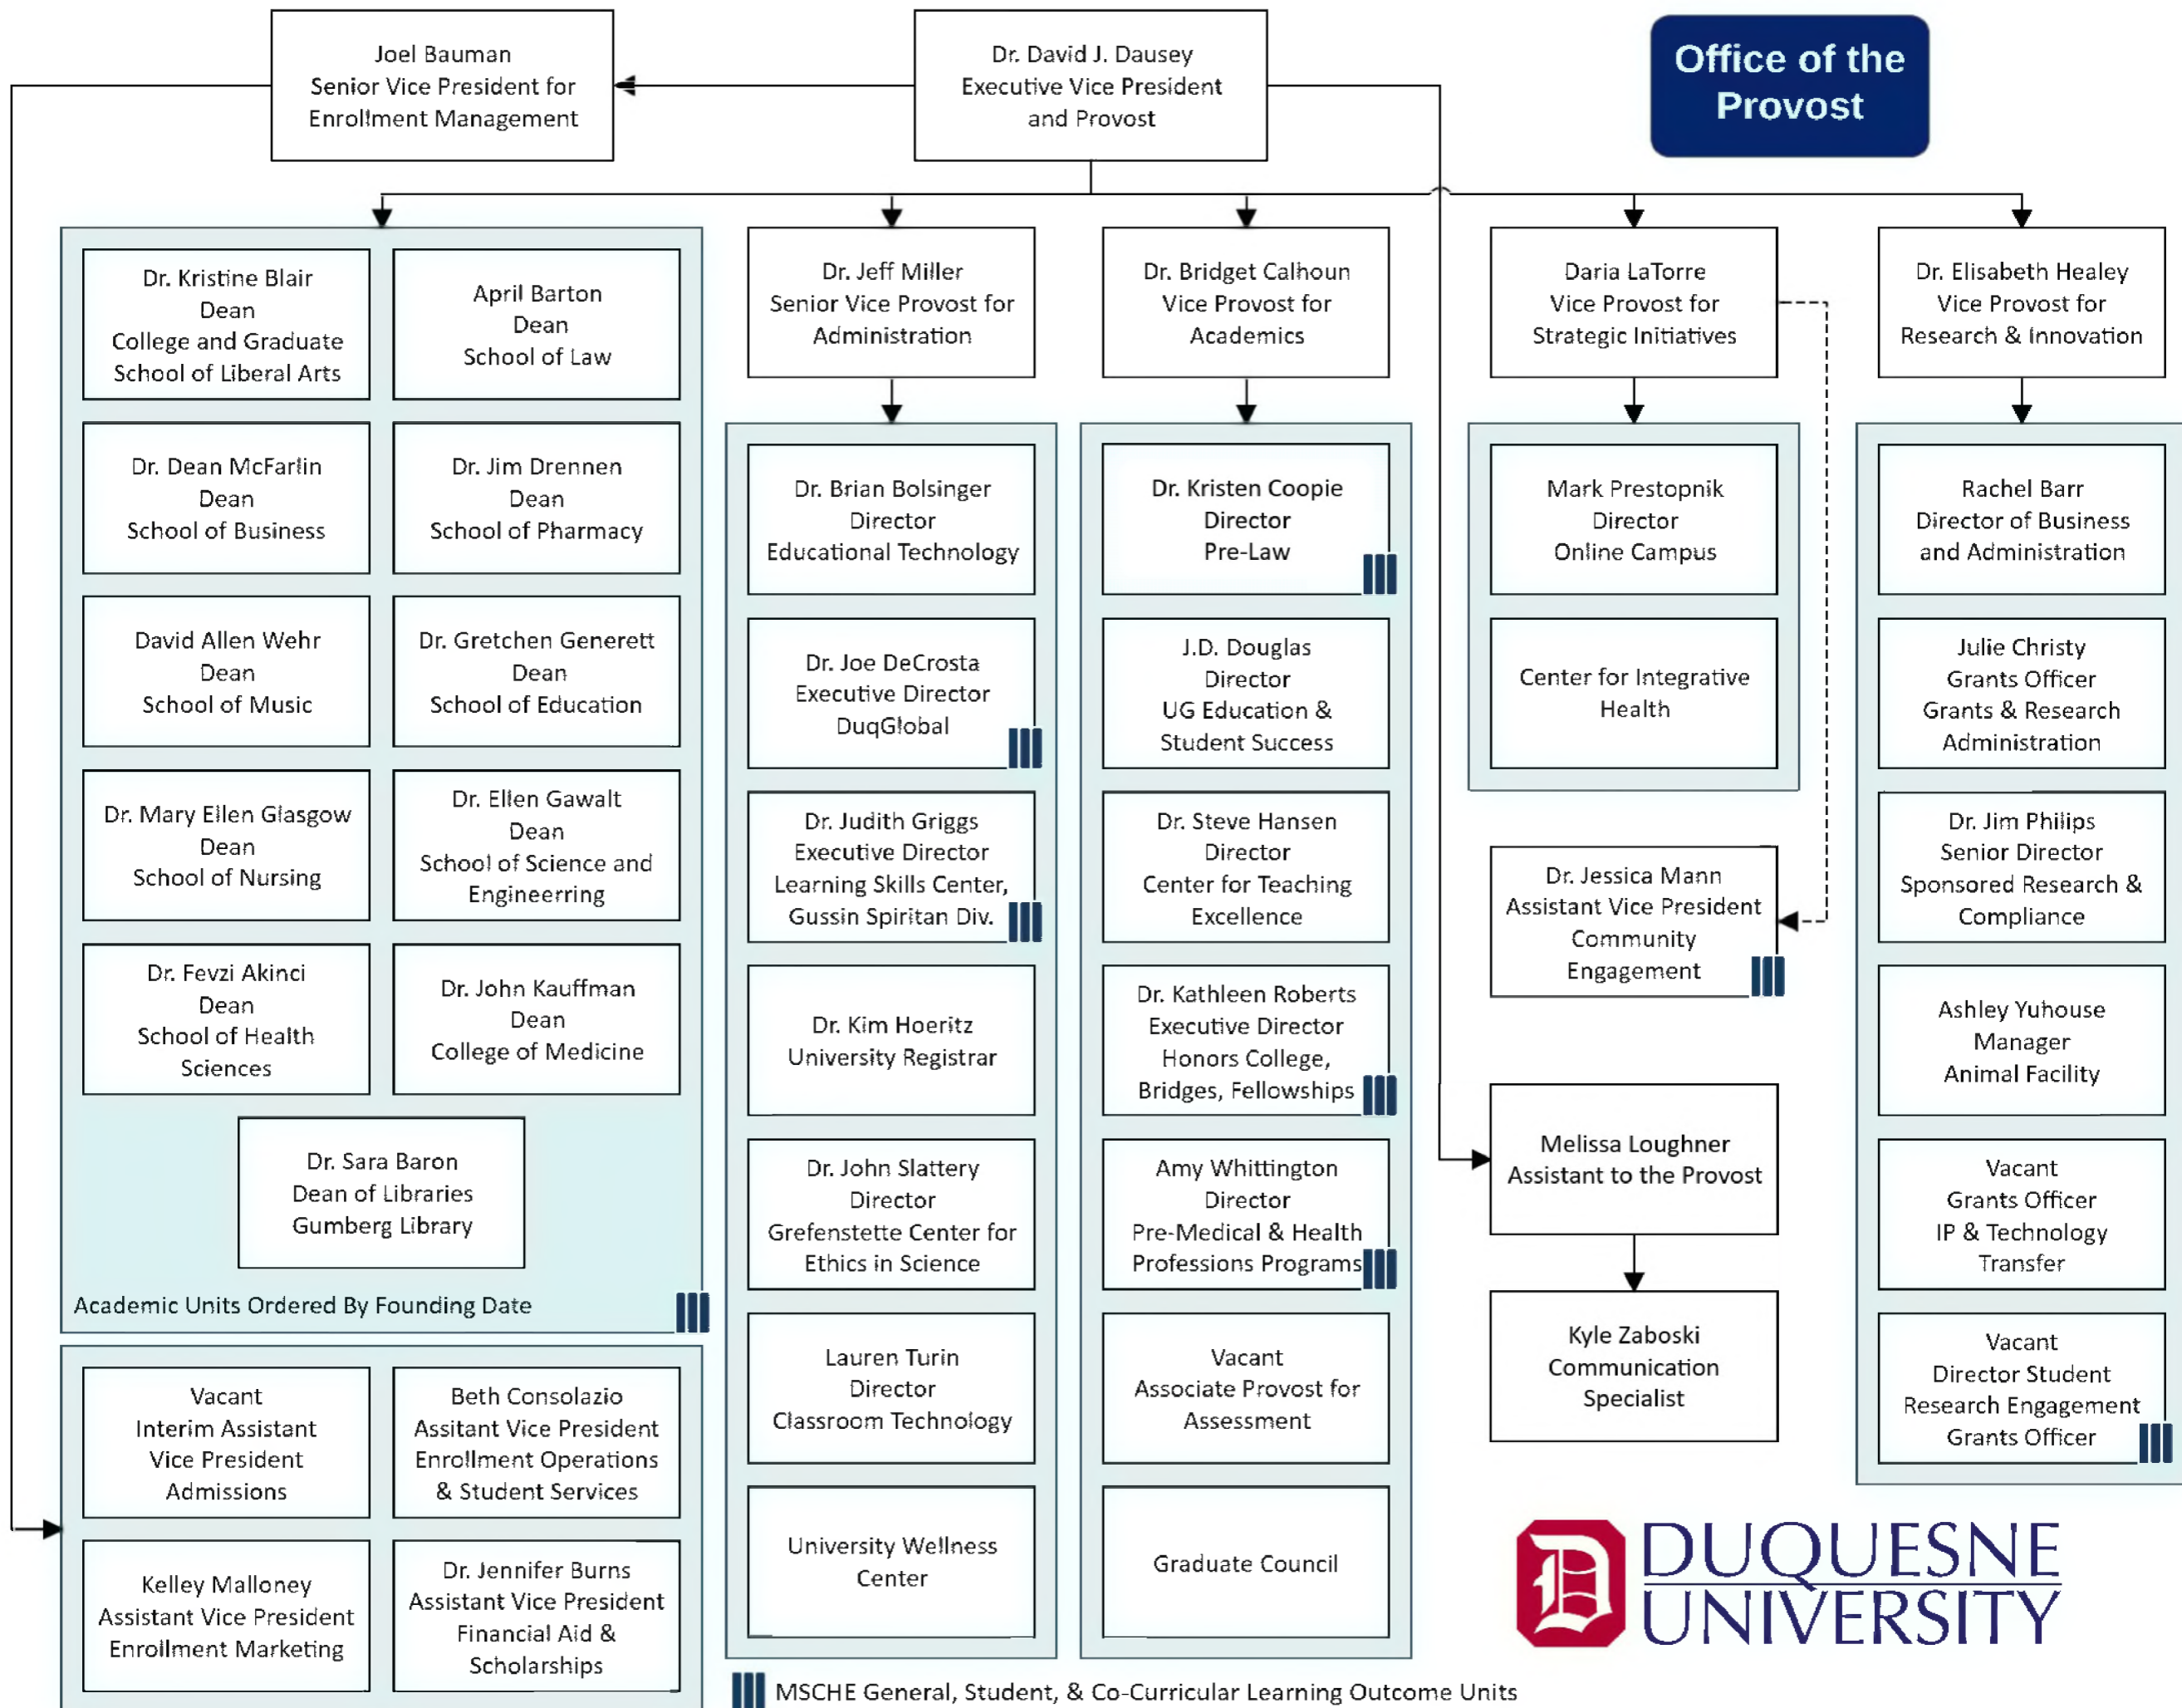 Joel Bauman
Senior Vice President for
Enrollment Management
Dr. David J. Dausey
Executive Vice President
and Provost
Office of the
Provost
Dr. Kristine Blair
Dean
College and Graduate
School of Liberal Arts
April Barton
Dean
School of Law
Dr. Dean McFarlin
Dean
School of Business
Dr. Jim Drennen
Dean
School of Pharmacy
David Allen Wehr
Dean
School of Music
Dr. Gretchen Generett
Dean
School of Education
Dr. Mary Ellen Glasgow
Dean
School of Nursing
Dr. Ellen Gawalt
Dean
School of Science and
Engineerring
Dr. Fevzi Akinci
Dean
School of Health
Sciences
Dr. John Kauffman
Dean
College of Medicine
Dr. Sara Baron
Dean of Libraries
Gumberg Library
Academic Units Ordered By Founding Date
Vacant
Interim Assistant
Vice President
Admissions
Beth Consolazio
Assitant Vice President
Enrollment Operations
& Student Services
Kelley Malloney
Assistant Vice President
Enrollment Marketing
Dr. Jennifer Burns
Assistant Vice President
Financial Aid &
Scholarships
Dr. Jeff Miller
Senior Vice Provost for
Administration
Dr. Brian Bolsinger
Director
Educational Technology
Dr. Joe DeCrosta
Executive Director
DuqGlobal
Dr. Judith Griggs
Executive Director
Learning Skills Center,
Gussin Spiritan Div.
Dr. Kim Hoeritz
University Registrar
Dr. John Slattery
Director
Grefenstette Center for
Ethics in Science
Lauren Turin
Director
Classroom Technology
University Wellness
Center
Dr. Bridget Calhoun
Vice Provost for
Academics
Dr. Kristen Coopie
Director
Pre-Law
J.D. Douglas
Director
UG Education &
Student Success
Dr. Steve Hansen
Director
Center for Teaching
Excellence
Dr. Kathleen Roberts
Executive Director
Honors College,
Bridges, Fellowships
Amy Whittington
Director
Pre-Medical & Health
Professions Programs
Vacant
Associate Provost for
Assessment
Graduate Council
Daria LaTorre
Vice Provost for
Strategic Initiatives
Mark Prestopnik
Director
Online Campus
Center for Integrative
Health
Dr. Jessica Mann
Assistant Vice President
Community
Engagement
Melissa Loughner
Assistant to the Provost
Kyle Zaboski
Communication
Specialist
Dr. Elisabeth Healey
Vice Provost for
Research & Innovation
Rachel Barr
Director of Business
and Administration
Julie Christy
Grants Officer
Grants & Research
Administration
Dr. Jim Philips
Senior Director
Sponsored Research &
Compliance
Ashley Yuhouse
Manager
Animal Facility
Vacant
Grants Officer
IP & Technology
Transfer
Vacant
Director Student
Research Engagement
Grants Officer
MSCHE General, Student, & Co-Curricular Learning Outcome Units
D
DUQUESNE
UNIVERSITY